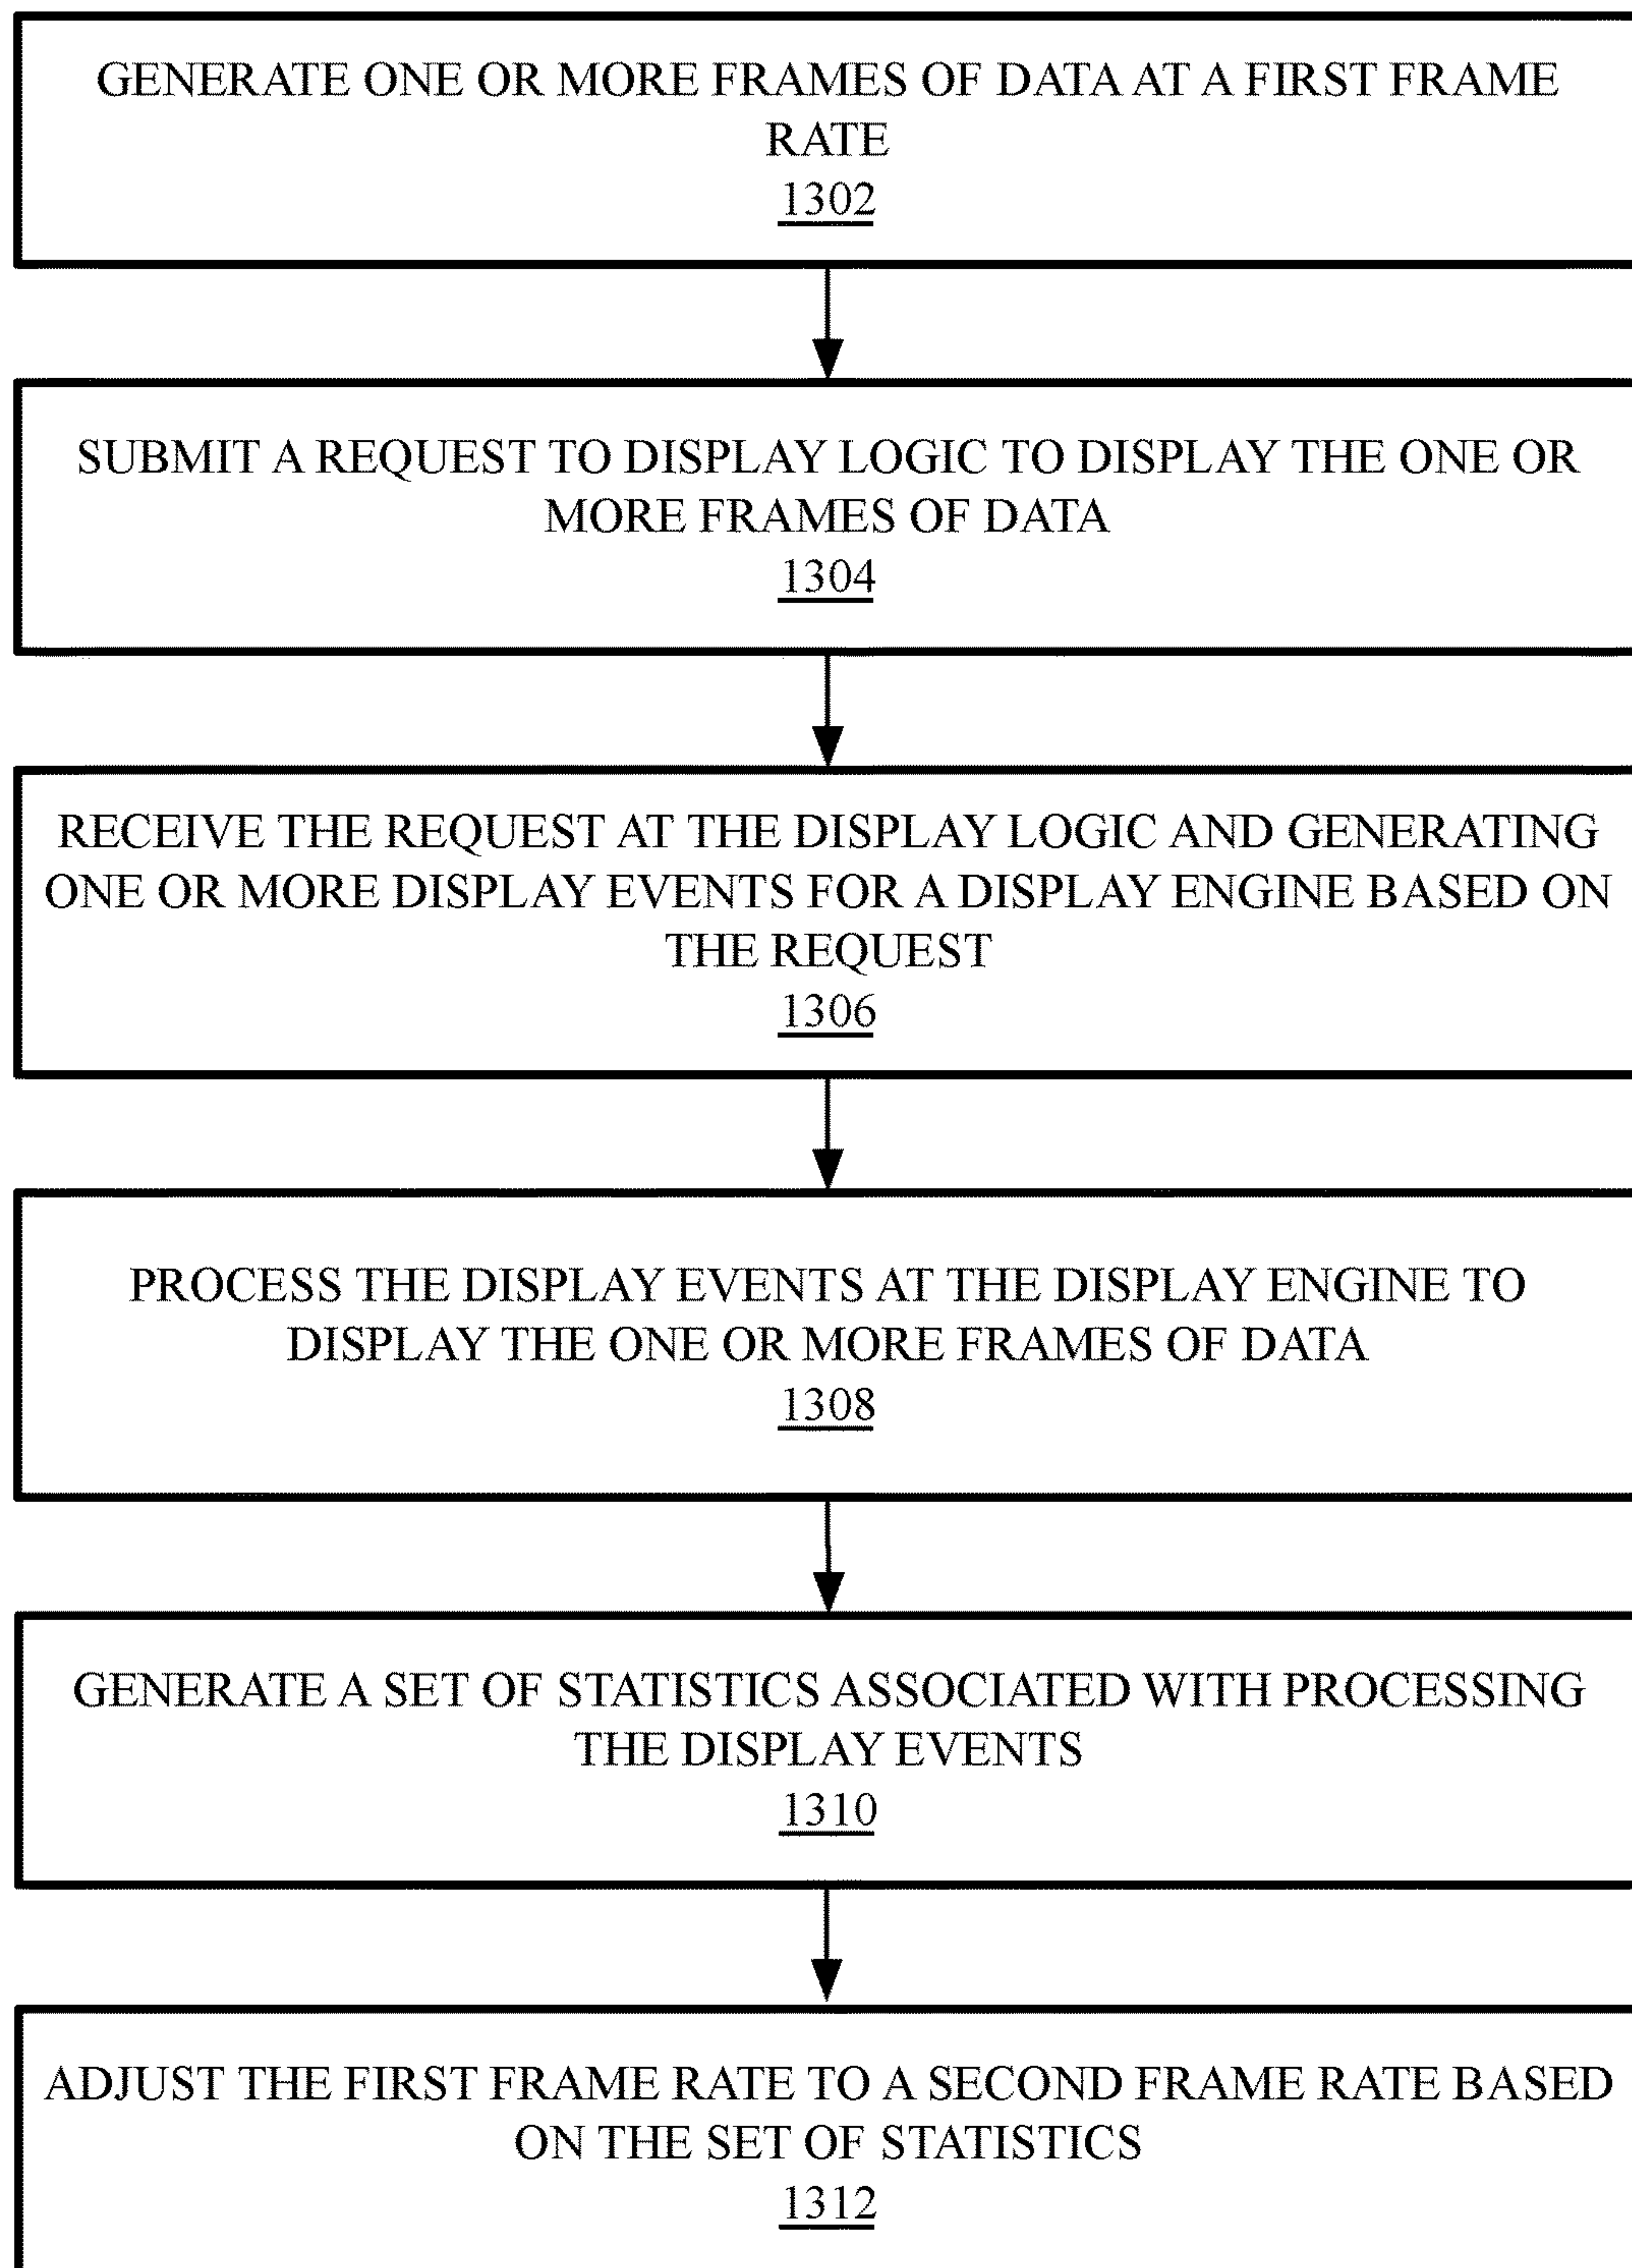 GENERATE ONE OR MORE FRAMES OF DATA AT A FIRST FRAME
RATE
1302
SUBMIT A REQUEST TO DISPLAY LOGIC TO DISPLAY THE ONE OR
MORE FRAMES OF DATA
1304
RECEIVE THE REQUEST AT THE DISPLAY LOGIC AND GENERATING
ONE OR MORE DISPLAY EVENTS FOR A DISPLAY ENGINE BASED ON
THE REQUEST
1306
PROCESS THE DISPLAY EVENTS AT THE DISPLAY ENGINE TO
DISPLAY THE ONE OR MORE FRAMES OF DATA
1308
GENERATE A SET OF STATISTICS ASSOCIATED WITH PROCESSING
THE DISPLAY EVENTS
1310
ADJUST THE FIRST FRAME RATE TO A SECOND FRAME RATE BASED
ON THE SET OF STATISTICS
1312